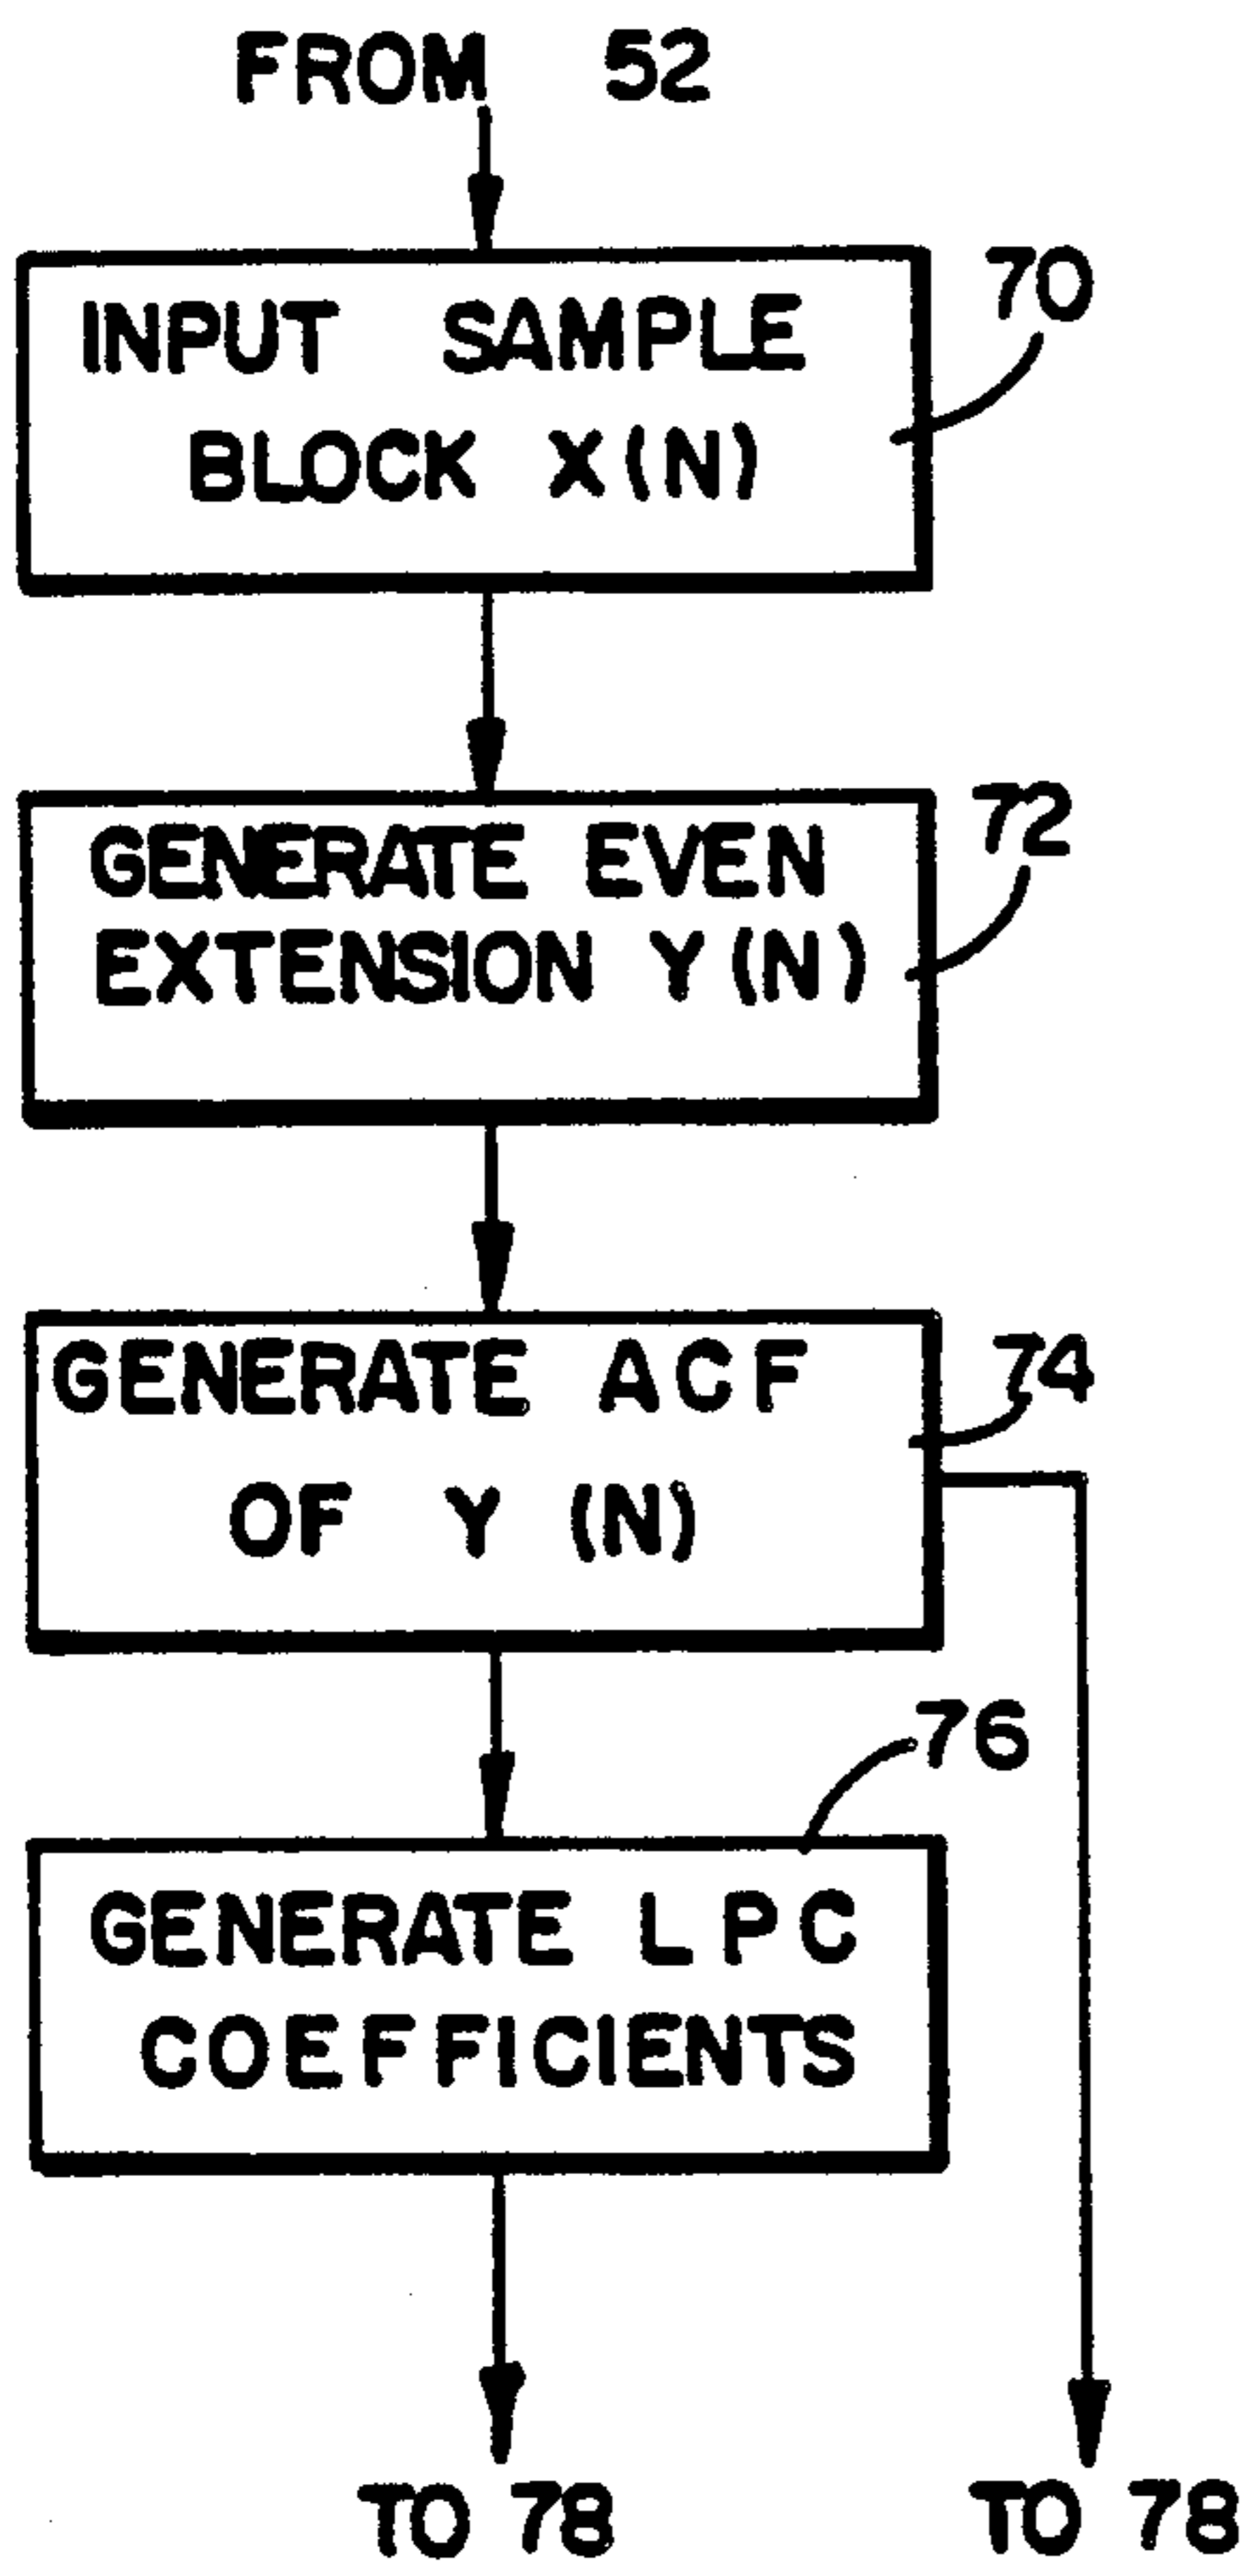 FROM 52
INPUT SAMPLE
BLOCK X(N)
70
GENERATE EVEN
EXTENSION Y(N)
72
GENERATE ACF
OF Y (N)
74
76
GENERATE LPC
COEFFICIENTS
TO 78
TO 78